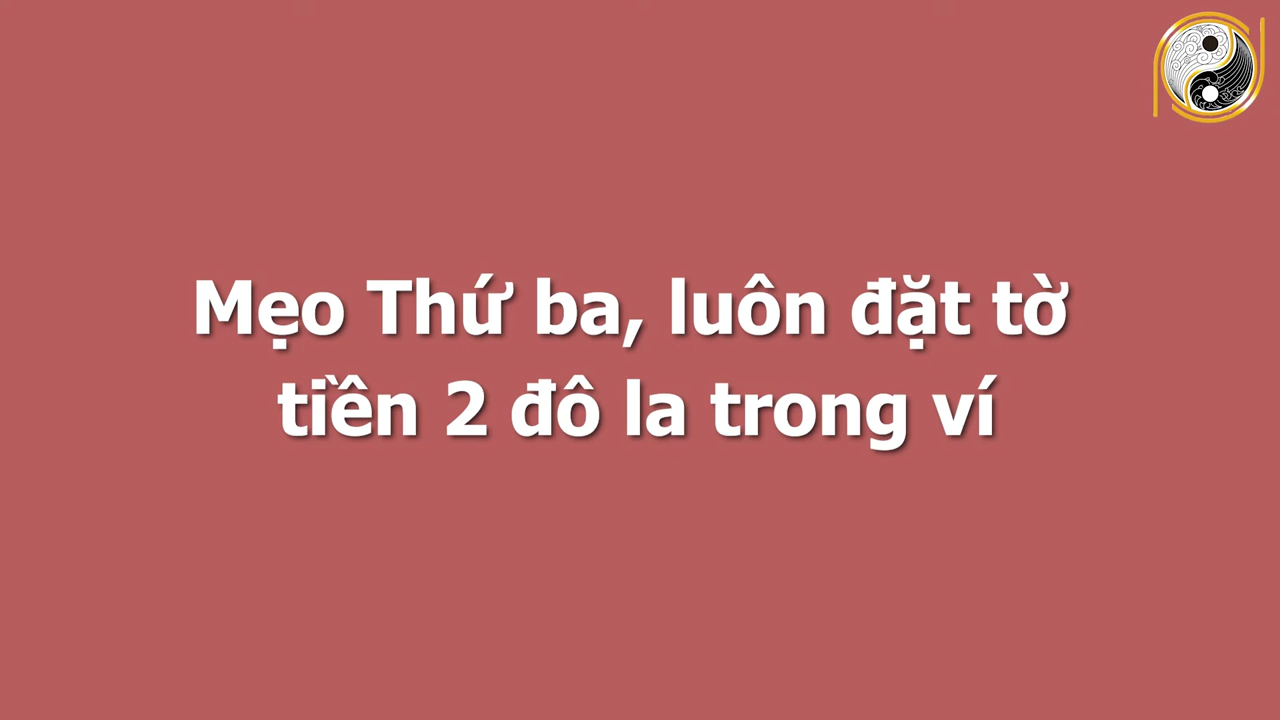 Mẹo Thứ ba, luôn đặt tờ
tiền 2 đô la trong ví